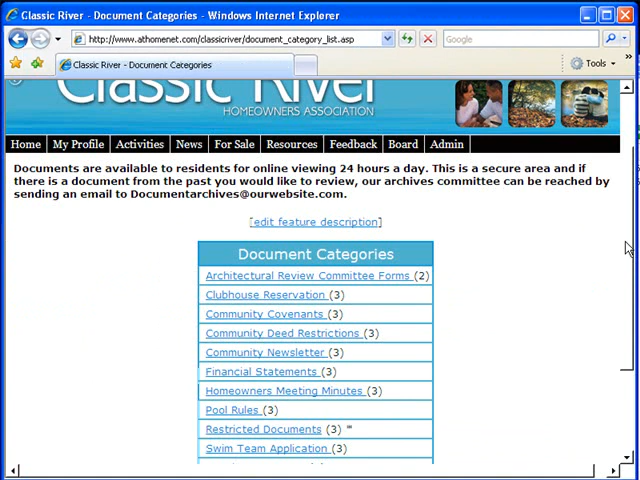 Classic River - Document Categories - Windows Internet Explorer
http://www.athomenet.com/classicriver/document_category_list.asp
Google
Classic River - Document Categories
Tools
Classic River
HOMEOWNERS ASSOCIATION
Home My Profile Activities News For Sale Resources Feedback Board Admin
Documents are available to residents for online viewing 24 hours a day. This is a secure area and if
there is a document from the past you would like to review, our archives committee can be reached by
sending an email to Documentarchives@ourwebsite.com.
[edit feature description]
Document Categories
Architectural Review Committee Forms (2)
Clubhouse Reservation (3)
Community Covenants (3)
Community Deed Restrictions (3)
Community Newsletter (3)
Financial Statements (3)
Homeowners Meeting Minutes (3)
Pool Rules (3)
Restricted Documents (3) **
Swim Team Application (3)